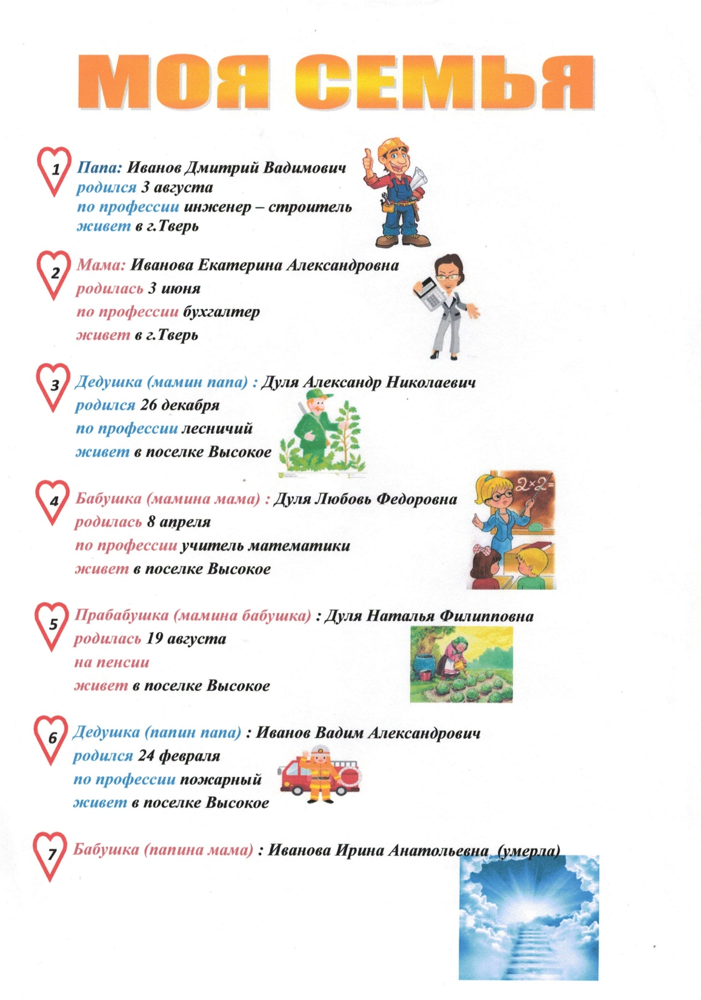 МОЯ СЕМЬЯ
1 Папа: Иванов Дмитрий Вадимович
родился 3 августа
по профессии инженер – строитель
живет в г.Тверь
2 Мама: Иванова Екатерина Александровна
родилась 3 июня
по профессии бухгалтер
живет в г.Тверь
3 Дедушка (мамин папа) : Дуля Александр Николаевич
родился 26 декабря
по профессии лесничий
живет в поселке Высокое
4 Бабушка (мамина мама) : Дуля Любовь Федоровна
родилась 8 апреля
по профессии учитель математики
живет в поселке Высокое
2×2=
5 Прабабушка (мамина бабушка) : Дуля Наталья Филипповна
родилась 19 августа
на пенсии
живет в поселке Высокое
6 Дедушка (папин папа) : Иванов Вадим Александрович
родился 24 февраля
по профессии пожарный
живет в поселке Высокое
7 Бабушка (папина мама) : Иванова Ирина Анатольевна (умерла)